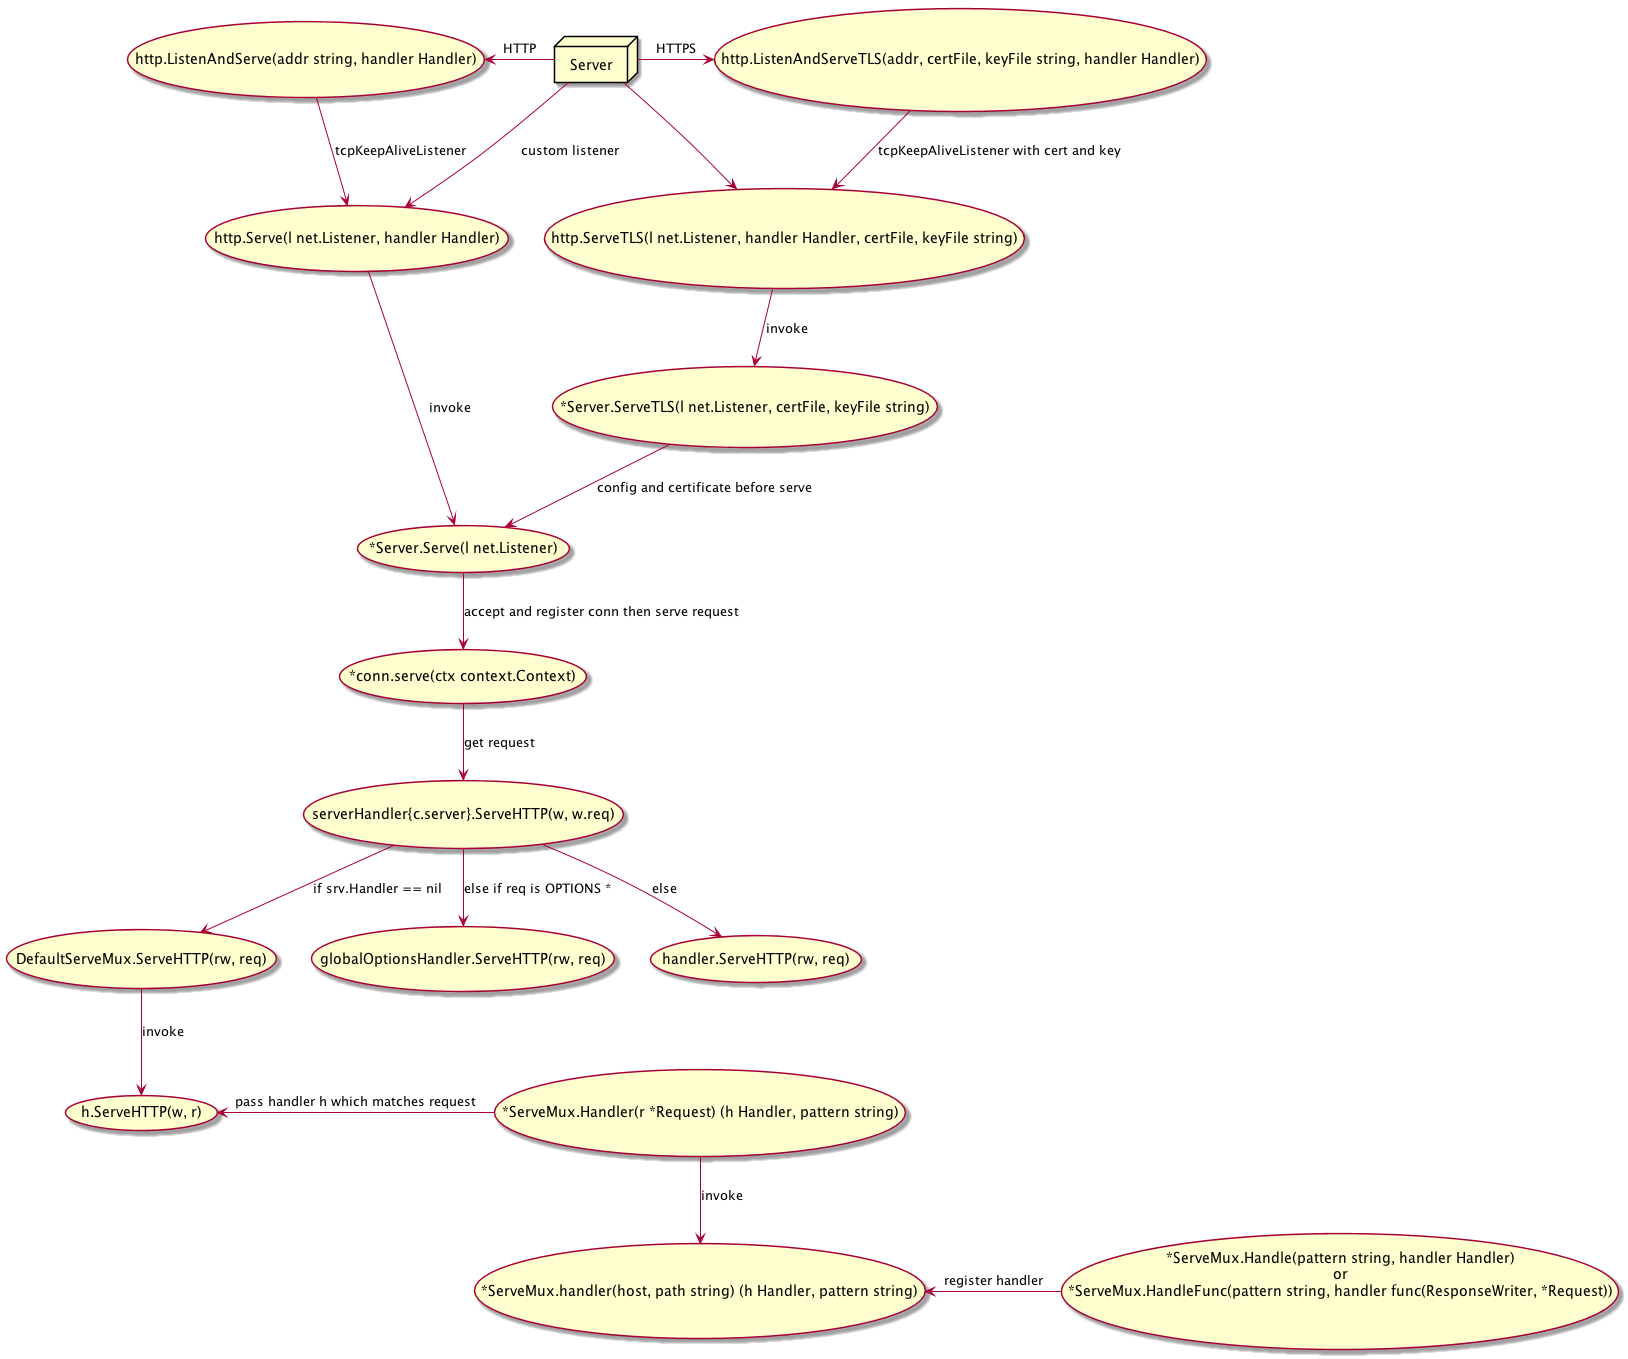 HTTP
HTTPS
http.ListenAndServe(addr string, handler Handler)
Server
http.ListenAndServeTLS(addr, certFile, keyFile string, handler Handler)
tcpKeepAliveListener
custom listener
tcpKeepAliveListener with cert and key
http.Serve(l net.Listener, handler Handler)
http.ServeTLS(l net.Listener, handler Handler, certFile, keyFile string)
invoke
*Server.ServeTLS(l net.Listener, certFile, keyFile string)
invoke
config and certificate before serve
*Server.Serve(l net.Listener)
accept and register conn then serve request
*conn.serve(ctx context.Context)
get request
serverHandler{c.server}.ServeHTTP(w, w.req)
if srv.Handler == nil
else if req is OPTIONS *
else
DefaultServeMux.ServeHTTP(rw, req)
globalOptionsHandler.ServeHTTP(rw, req)
handler.ServeHTTP(rw, req)
invoke
pass handler h which matches request
h.ServeHTTP(w, r)
*ServeMux.Handler(r *Request) (h Handler, pattern string)
invoke
*ServeMux.handler(host, path string) (h Handler, pattern string)
register handler
*ServeMux.Handle(pattern string, handler Handler)
or
*ServeMux.HandleFunc(pattern string, handler func(ResponseWriter, *Request))